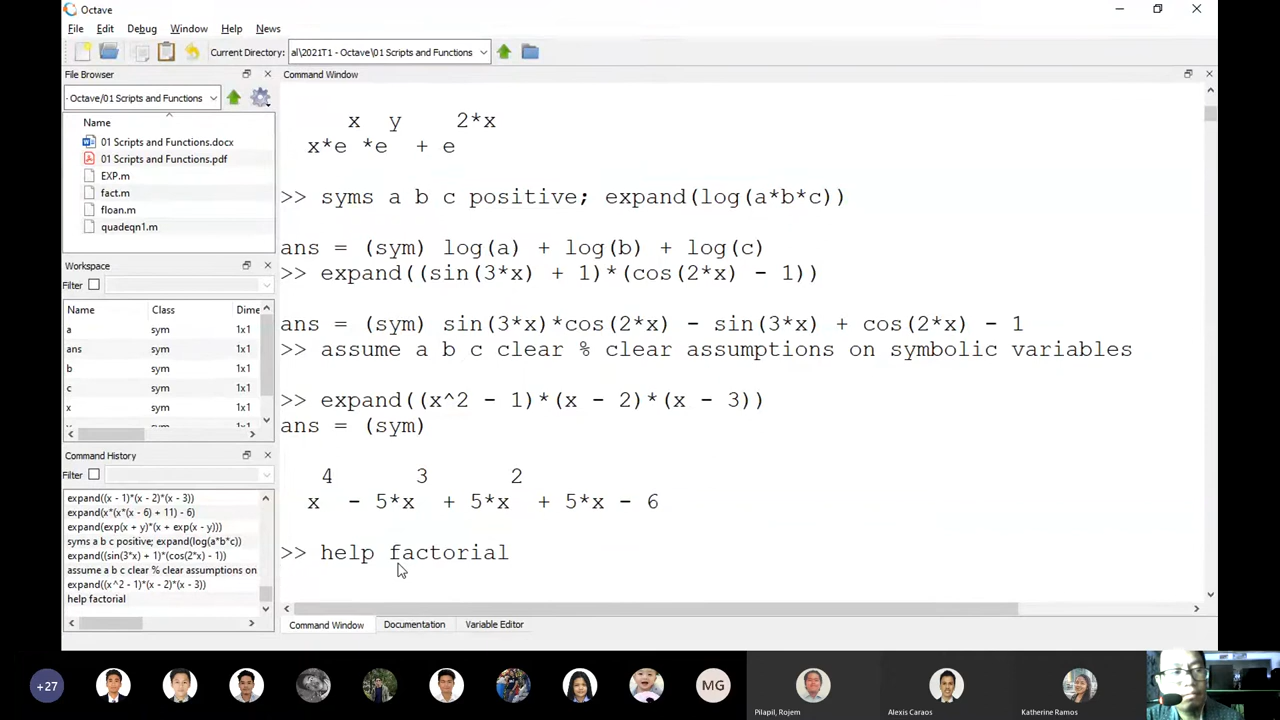 Octave
File Edit Debug Window Help News
Current Directory: al\2021T1 - Octave\01 Scripts and Functions
File Browser
- Octave/01 Scripts and Functions
Name
01 Scripts and Functions.docx
01 Scripts and Functions.pdf
EXP.m
fact.m
floan.m
quadeqn1.m
Workspace
Filter
Name Class Dime
a sym 1x1
ans sym 1x1
b sym 1x1
c sym 1x1
x sym 1x1
Command History
Filter
expand((x - 1)*(x - 2)*(x - 3))
expand(x*(x*(x - 6) + 11) - 6)
expand(exp(x + y)*(x + exp(x - y)))
syms a b c positive; expand(log(a*b*c))
expand((sin(3*x) + 1)*(cos(2*x) - 1))
assume a b c clear % clear assumptions on
expand((x^2 - 1)*(x - 2)*(x - 3))
help factorial
Command Window
x y 2*x
x*e *e + e
>> syms a b c positive; expand(log(a*b*c))
ans = (sym) log(a) + log(b) + log(c)
>> expand((sin(3*x) + 1)*(cos(2*x) - 1))
ans = (sym) sin(3*x)*cos(2*x) - sin(3*x) + cos(2*x) - 1
>> assume a b c clear % clear assumptions on symbolic variables
>> expand((x^2 - 1)*(x - 2)*(x - 3))
ans = (sym)
4 3 2
x - 5*x + 5*x + 5*x - 6
>> help factorial
Command Window Documentation Variable Editor
+27
MG
Pilapil, Rojem
Alexis Caraos
Katherine Ramos